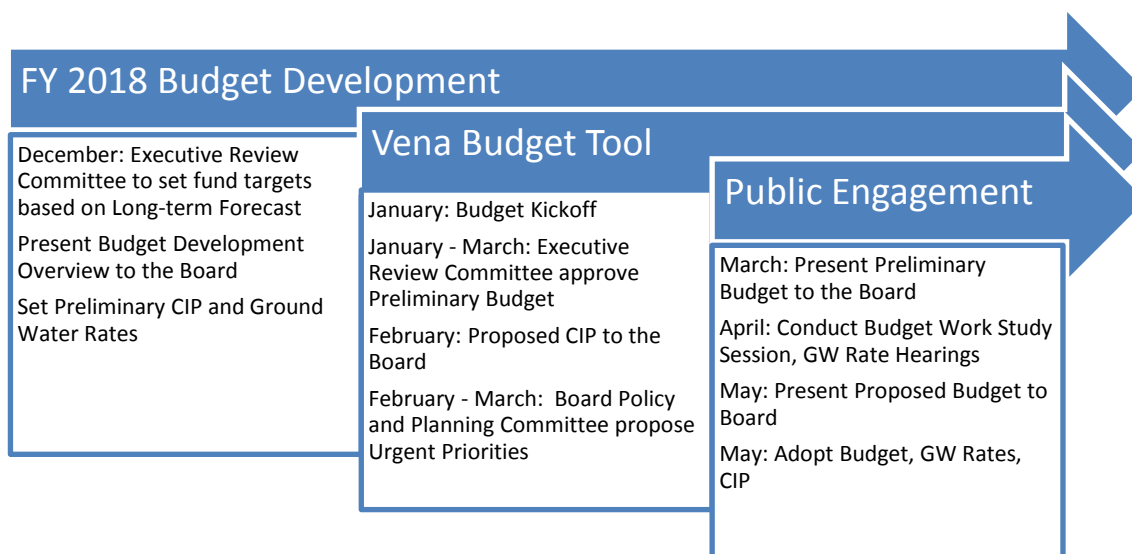 FY 2018 Budget Development
December: Executive Review
Committee to set fund targets
based on Long-term Forecast
Present Budget Development
Overview to the Board
Set Preliminary CIP and Ground
Water Rates
Vena Budget Tool
January: Budget Kickoff
January - March: Executive
Review Committee approve
Preliminary Budget
February: Proposed CIP to the
Board
February - March: Board Policy
and Planning Committee propose
Urgent Priorities
Public Engagement
March: Present Preliminary
Budget to the Board
April: Conduct Budget Work Study
Session, GW Rate Hearings
May: Present Proposed Budget to
Board
May: Adopt Budget, GW Rates,
CIP